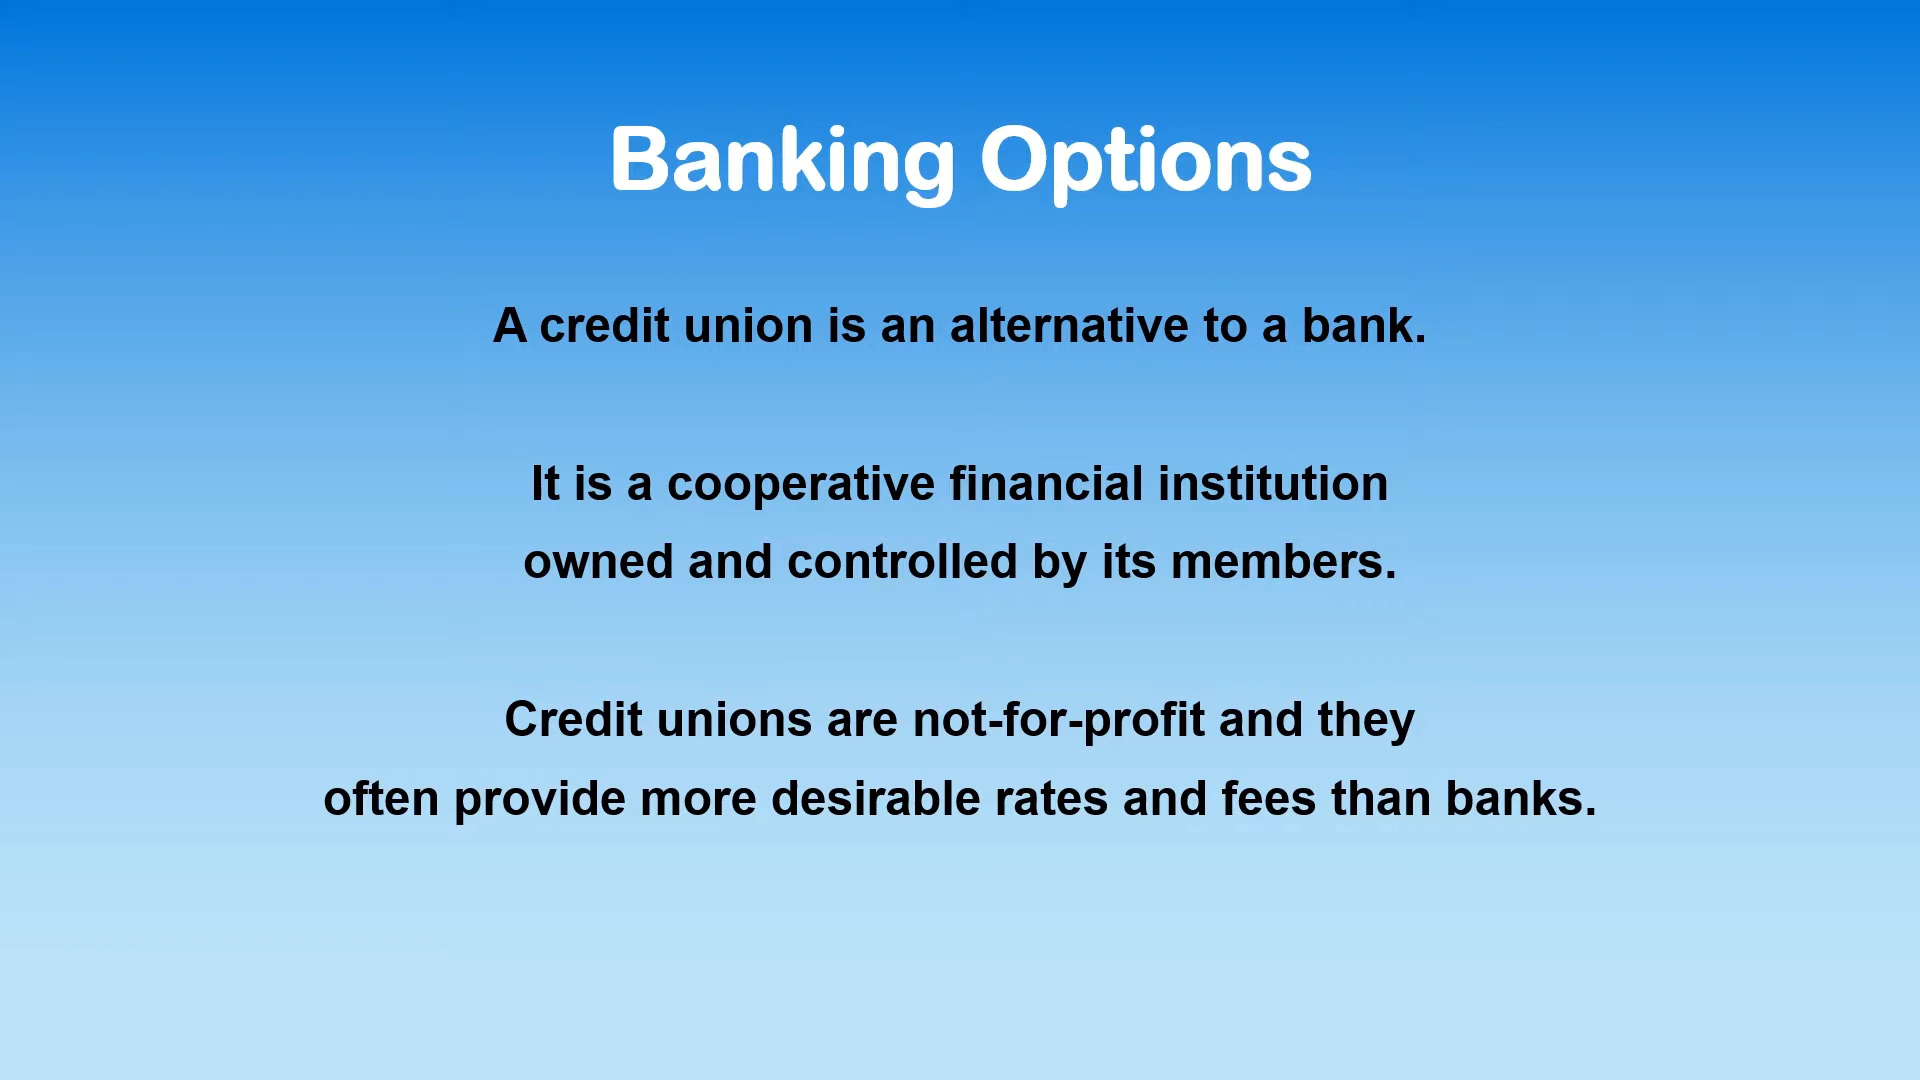 Banking Options
A credit union is an alternative to a bank.
It is a cooperative financial institution
owned and controlled by its members.
Credit unions are not-for-profit and they
often provide more desirable rates and fees than banks.